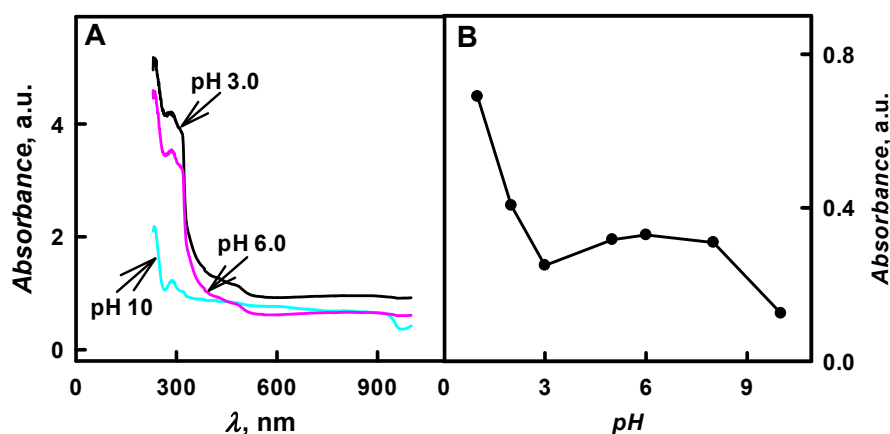 A
B
pH 3.0
pH 6.0
pH 10
Absorbance, a.u.
4
2
0
0 300 600 900
λ, nm
0.8
0.4
0.0
Absorbance, a.u.
0 3 6 9
pH